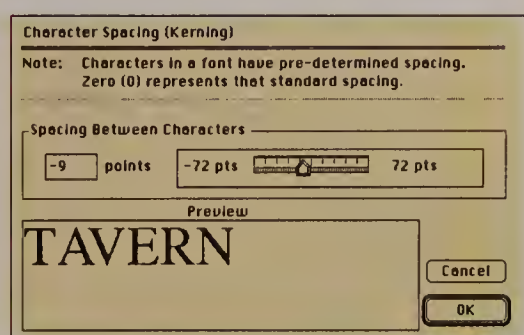 Character Spacing (Kerning)
Note: Characters in a font have pre-determined spacing.
Zero (0) represents that standard spacing.
Spacing Between Characters
-9 points -72 pts 72 pts
Preview
TAVERN
Cancel
OK